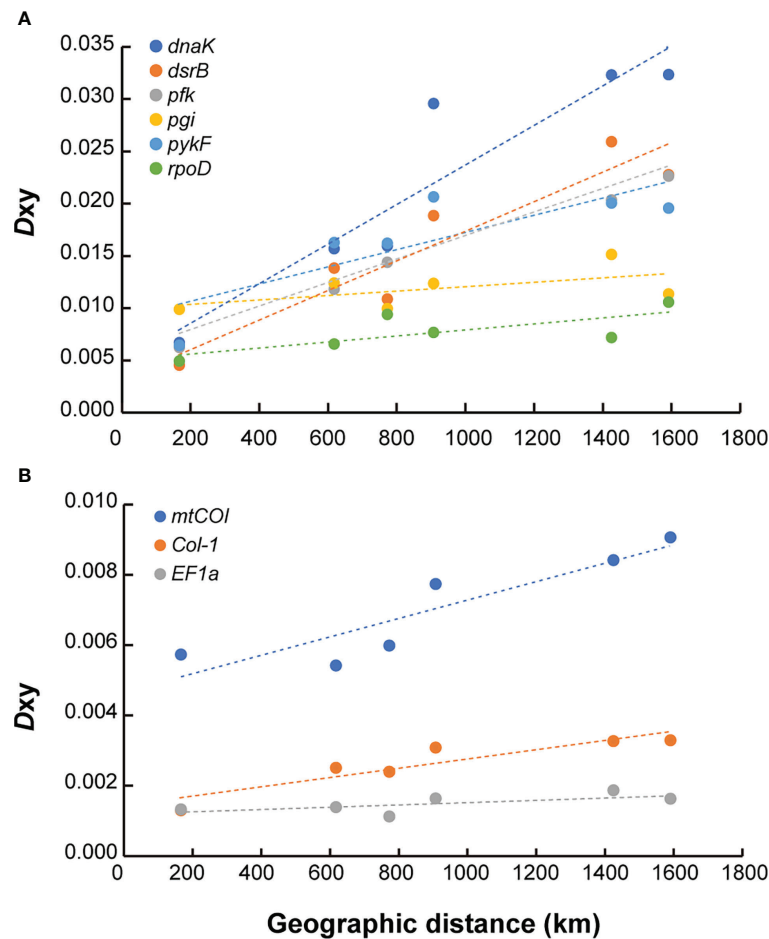 A
0.035
0.030
0.025
0.020
0.015
0.010
0.005
0.000
Dxy
dnaK
dsrB
pfk
pgi
pykF
rpoD
0 200 400 600 800 1000 1200 1400 1600 1800
B
0.010
0.008
0.006
0.004
0.002
0.000
Dxy
mtCOI
Col-1
EF1a
0 200 400 600 800 1000 1200 1400 1600 1800
Geographic distance (km)